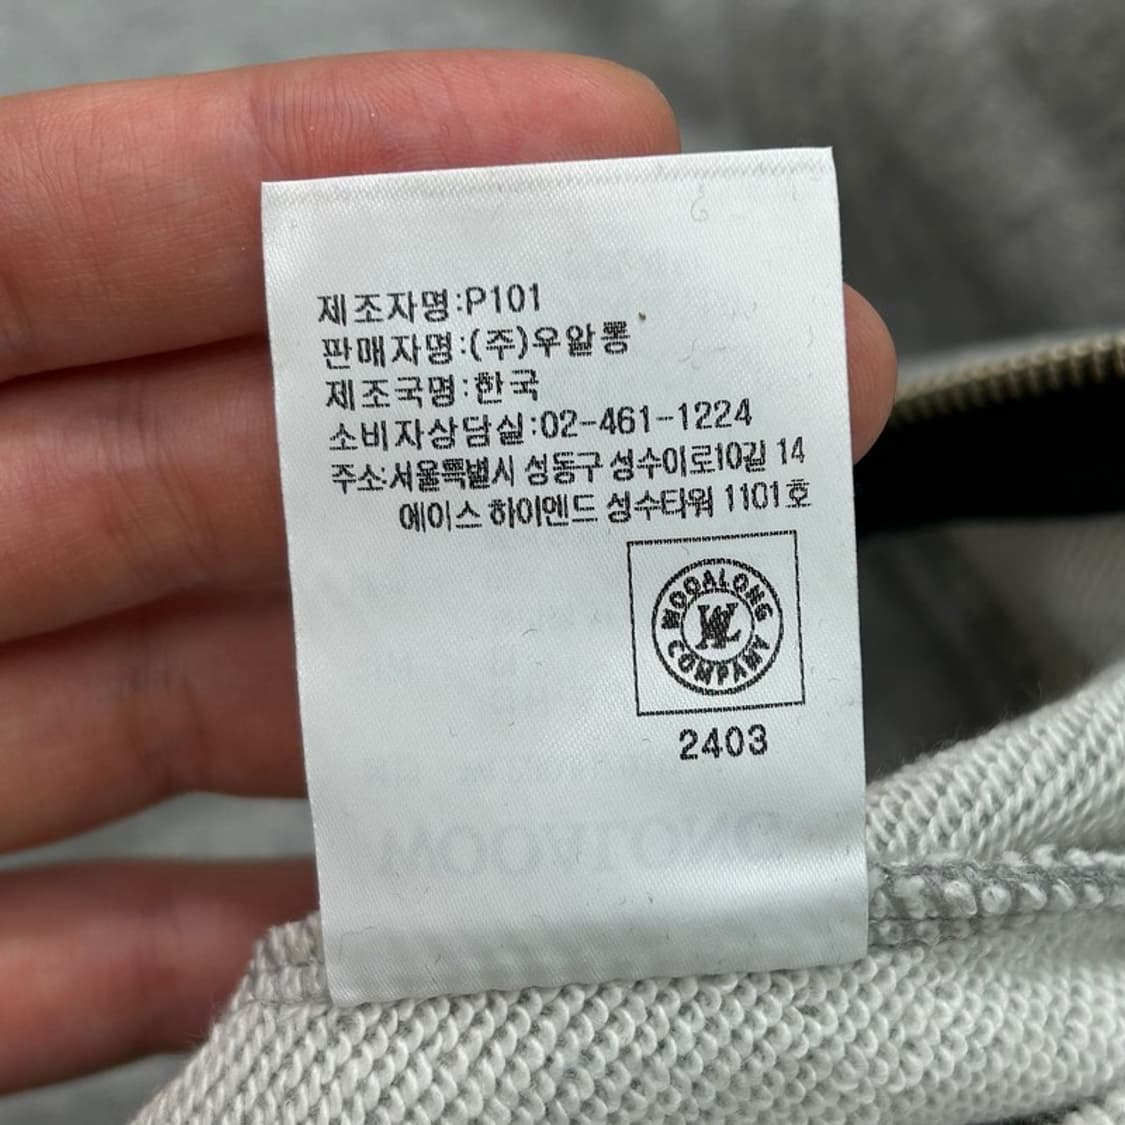 제조자명:P101
판매자명:(주)우알롱
제조국명:한국
소비자상담실:02-461-1224
주소:서울특별시 성동구 성수이로10길 14
에이스 하이엔드 성수타워 1101호
WOOALONG
COMPANY
2403
WOOALONG